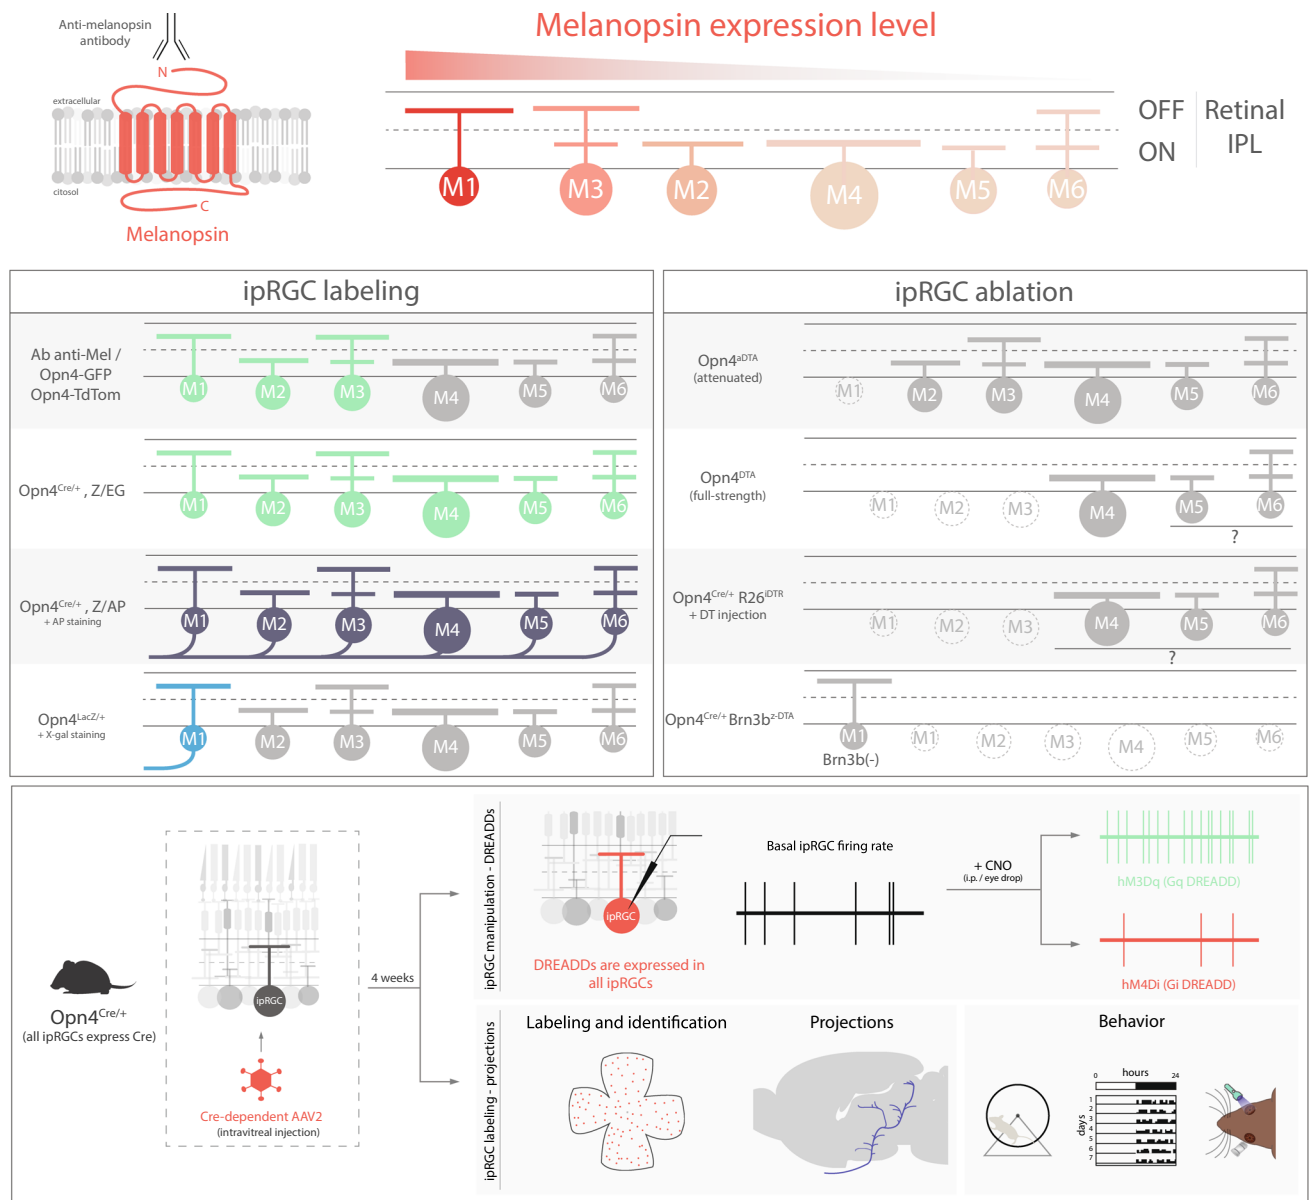 Anti-melanopsin
antibody
N
extracellular
citosol
C
Melanopsin
Melanopsin expression level
M1
M3
M2
M4
M5
M6
OFF
ON
Retinal
IPL
ipRGC labeling
Ab anti-Mel /
Opn4-GFP
Opn4-TdTom
M1
M2
M3
M4
M5
M6
Opn4Cre/+ , Z/EG
M1
M2
M3
M4
M5
M6
Opn4Cre/+ , Z/AP
+ AP staining
M1
M2
M3
M4
M5
M6
Opn4LacZ/+
+ X-gal staining
M1
M2
M3
M4
M5
M6
ipRGC ablation
Opn4aDTA
(attenuated)
M1
M2
M3
M4
M5
M6
Opn4DTA
(full-strength)
M1
M2
M3
M4
M5
M6
?
Opn4Cre/+ R26iDTR
+ DT injection
M1
M2
M3
M4
M5
M6
?
Opn4Cre/+ Brn3bz-DTA
M1
Brn3b(-)
M1
M2
M3
M4
M5
M6
Opn4Cre/+
(all ipRGCs express Cre)
ipRGC
Cre-dependent AAV2
(intravitreal injection)
4 weeks
ipRGC manipulation - DREADDs
ipRGC
DREADDs are expressed in
all ipRGCs
Basal ipRGC firing rate
+ CNO
(i.p. / eye drop)
hM3Dq (Gq DREADD)
hM4Di (Gi DREADD)
ipRGC labeling - projections
Labeling and identification
Projections
Behavior
0 hours 24
days
1
2
3
4
5
6
7